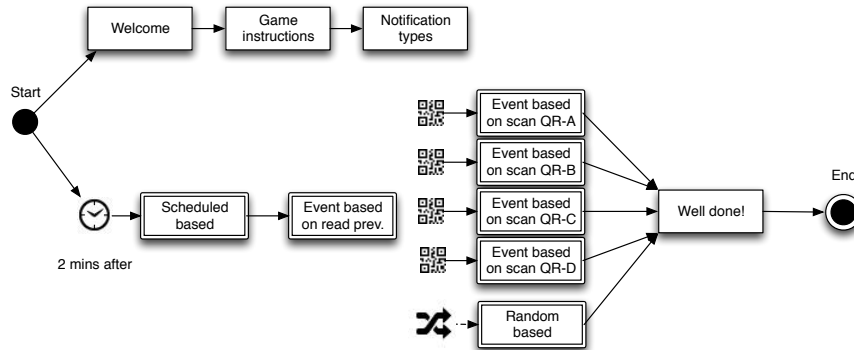 Start
Welcome
Game
instructions
Notification
types
2 mins after
Scheduled
based
Event based
on read prev.
Event based
on scan QR-A
Event based
on scan QR-B
Event based
on scan QR-C
Event based
on scan QR-D
Random
based
Well done!
End